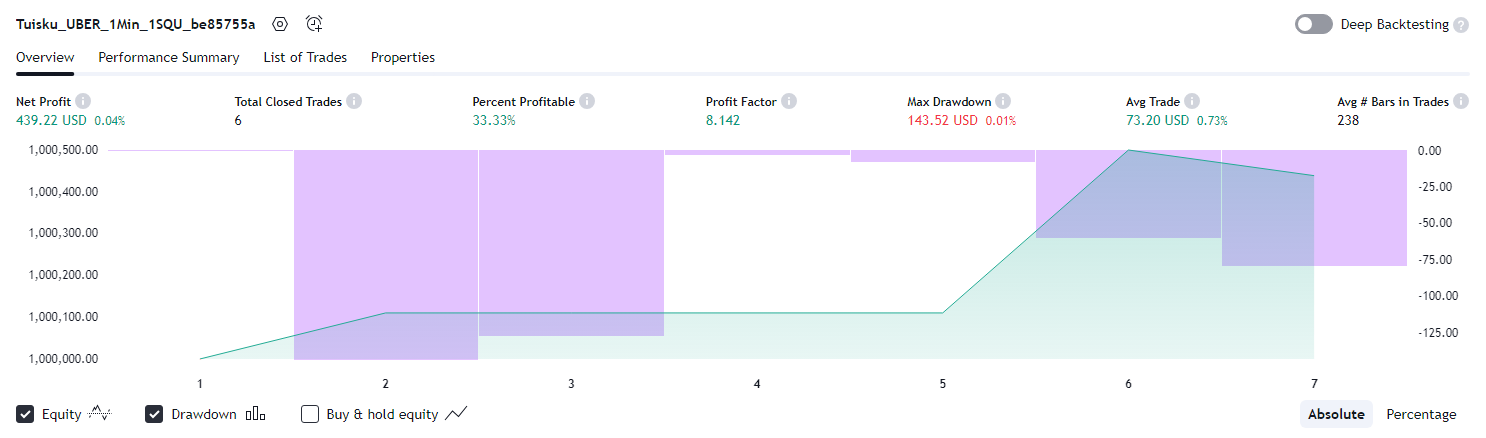 Tuisku_UBER_1Min_1SQU_be85755a
Deep Backtesting ?
Overview Performance Summary List of Trades Properties
Net Profit i Total Closed Trades i Percent Profitable i Profit Factor i Max Drawdown i Avg Trade i Avg # Bars in Trades i
439.22 USD 0.04% 6 33.33% 8.142 143.52 USD 0.01% 73.20 USD 0.73% 238
1,000,500.00 0.00
1,000,400.00 -25.00
1,000,300.00 -50.00
1,000,200.00 -75.00
1,000,100.00 -100.00
1,000,000.00 -125.00
1 2 3 4 5 6 7
Equity Drawdown Buy & hold equity Absolute Percentage